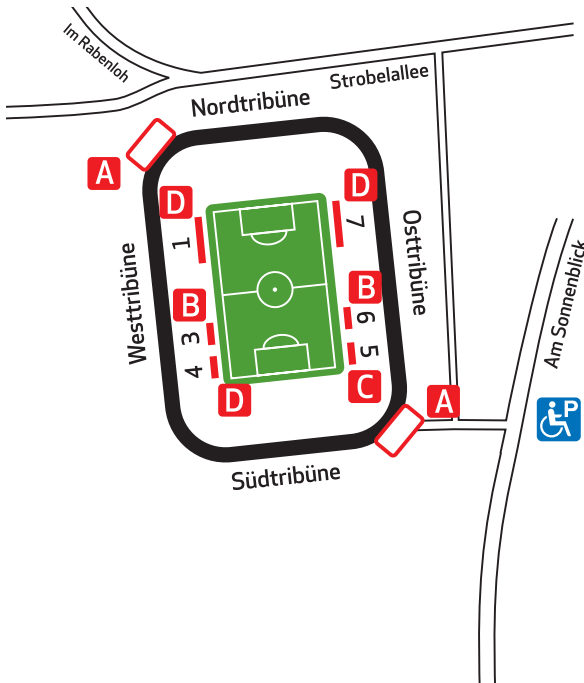 Im Rabenloh
Strobelallee
Nordtribüne
A
D
D
1
7
Westtribüne
Osttribüne
B
B
3
6
4
5
D
C
A
Südtribüne
Am Sonnenblick
P